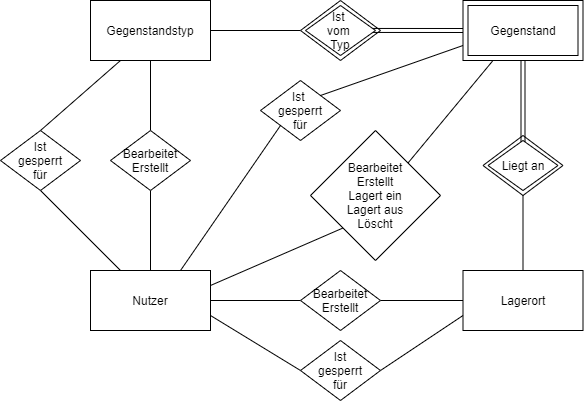 Gegenstandstyp
Ist
vom
Typ
Gegenstand
Ist
gesperrt
für
Ist
gesperrt
für
Bearbeitet
Erstellt
Bearbeitet
Erstellt
Lagert ein
Lagert aus
Löscht
Liegt an
Nutzer
Bearbeitet
Erstellt
Lagerort
Ist
gesperrt
für